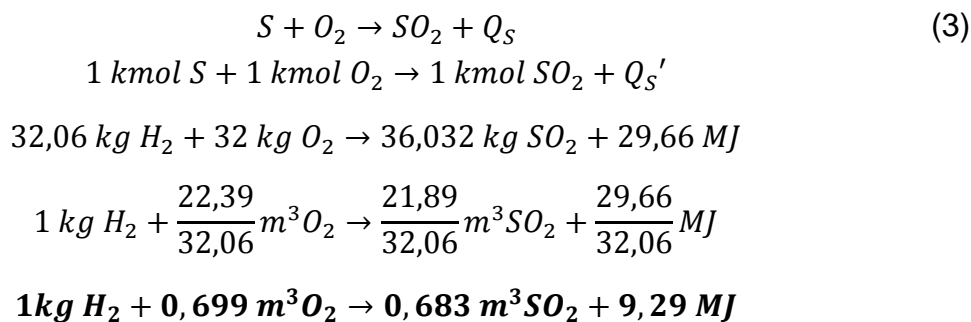 S + O₂ → SO₂ + Q_S (3)
1 kmol S + 1 kmol O₂ → 1 kmol SO₂ + Q_S′
32,06 kg H₂ + 32 kg O₂ → 36,032 kg SO₂ + 29,66 MJ
1 kg H₂ + 22,39/32,06 m³O₂ → 21,89/32,06 m³SO₂ + 29,66/32,06 MJ
1kg H₂ + 0,699 m³O₂ → 0,683 m³SO₂ + 9,29 MJ